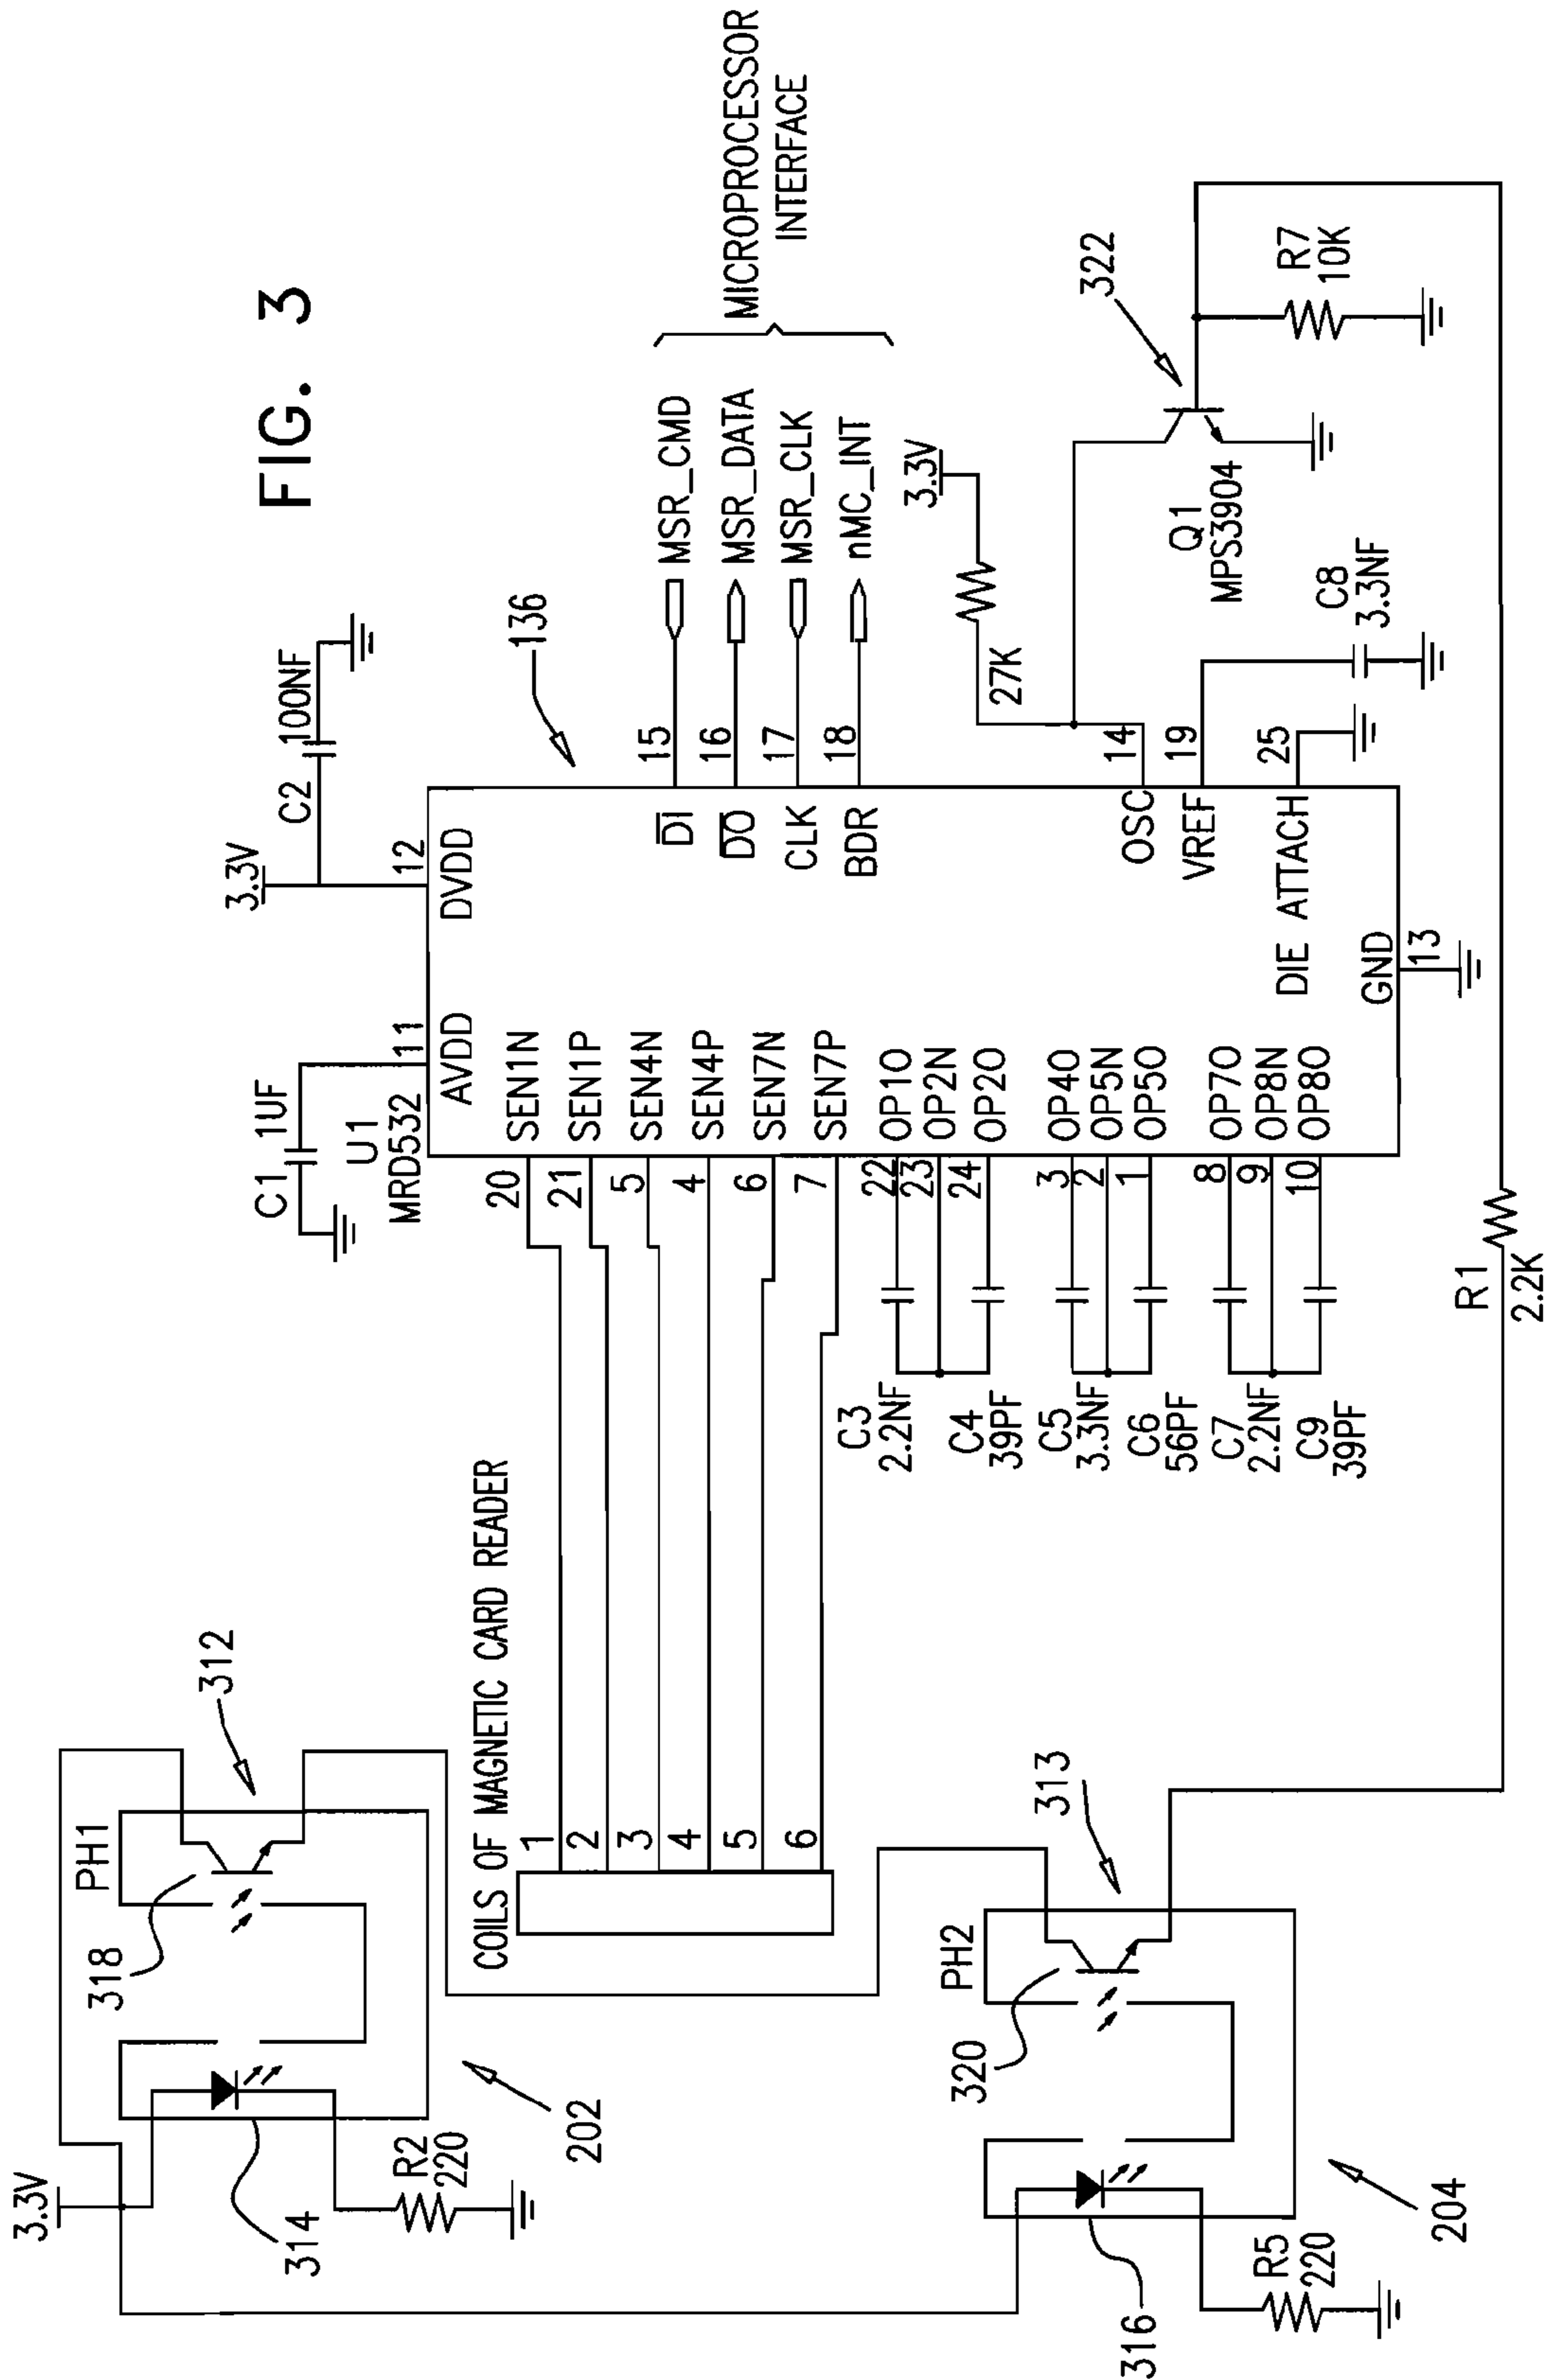 FIG. 3
3.3V
PH1
312
318
314
R2
220
202
COILS OF MAGNETIC CARD READER
1
2
3
4
5
6
PH2
313
320
316
R5
220
204
C1
1UF
U1
MRD532
3.3V
C2
100NF
136
11
12
AVDD
DVDD
20
SEN1N
21
SEN1P
5
SEN4N
4
SEN4P
6
SEN7N
7
SEN7P
22
OP1O
23
OP2N
24
OP2O
3
OP4O
2
OP5N
1
OP5O
8
OP7O
9
OP8N
10
OP8O
C3
2.2NF
C4
39PF
C5
3.3NF
C6
56PF
C7
2.2NF
C9
39PF
DI
15
MSR_CMD
DO
16
MSR_DATA
CLK
17
MSR_CLK
BDR
18
nMC_INT
MICROPROCESSOR
INTERFACE
3.3V
27K
OSC
14
VREF
19
DIE ATTACH
25
GND
13
322
Q1
MPS3904
C8
3.3NF
R7
10K
R1
2.2K